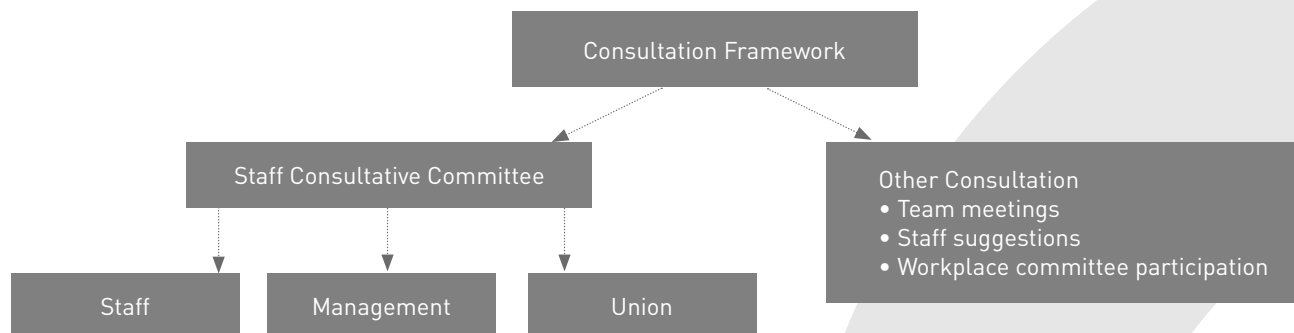 Consultation Framework
Staff Consultative Committee
Other Consultation
• Team meetings
• Staff suggestions
• Workplace committee participation
Staff
Management
Union